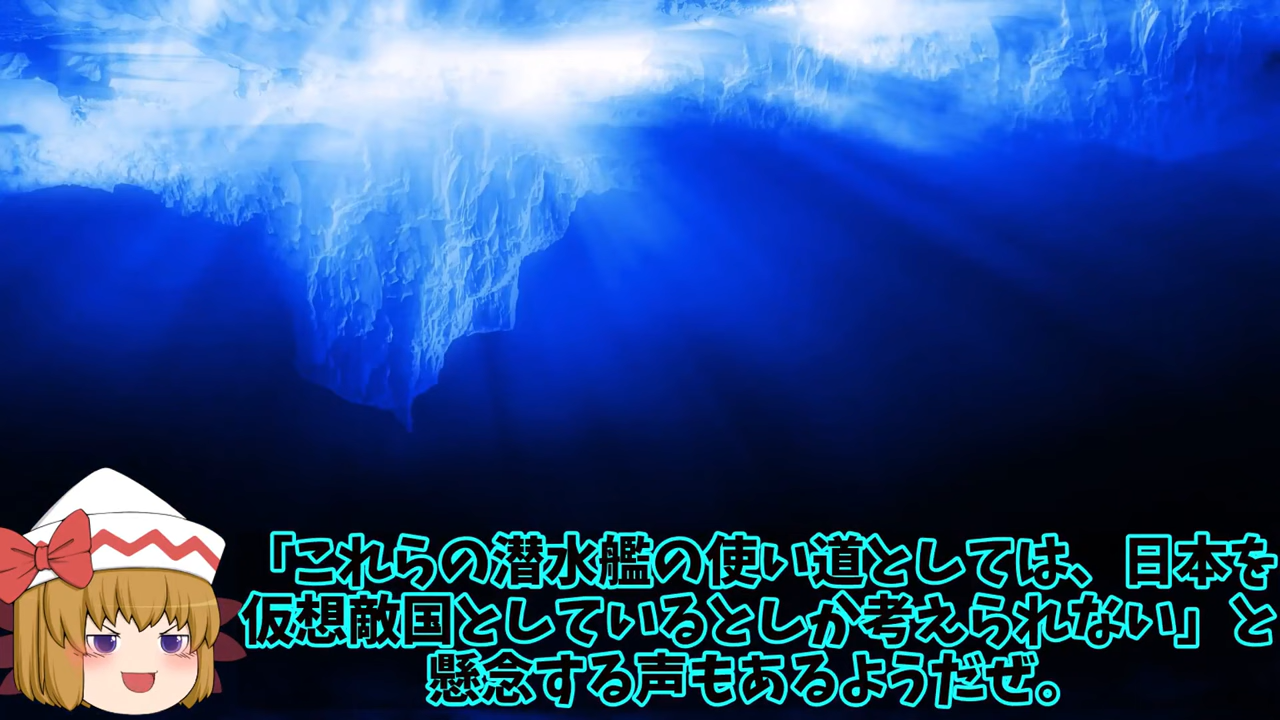 「これらの潜水艦の使い道としては、日本を
仮想敵国としているとしか考えられない」と
懸念する声もあるようだぜ。